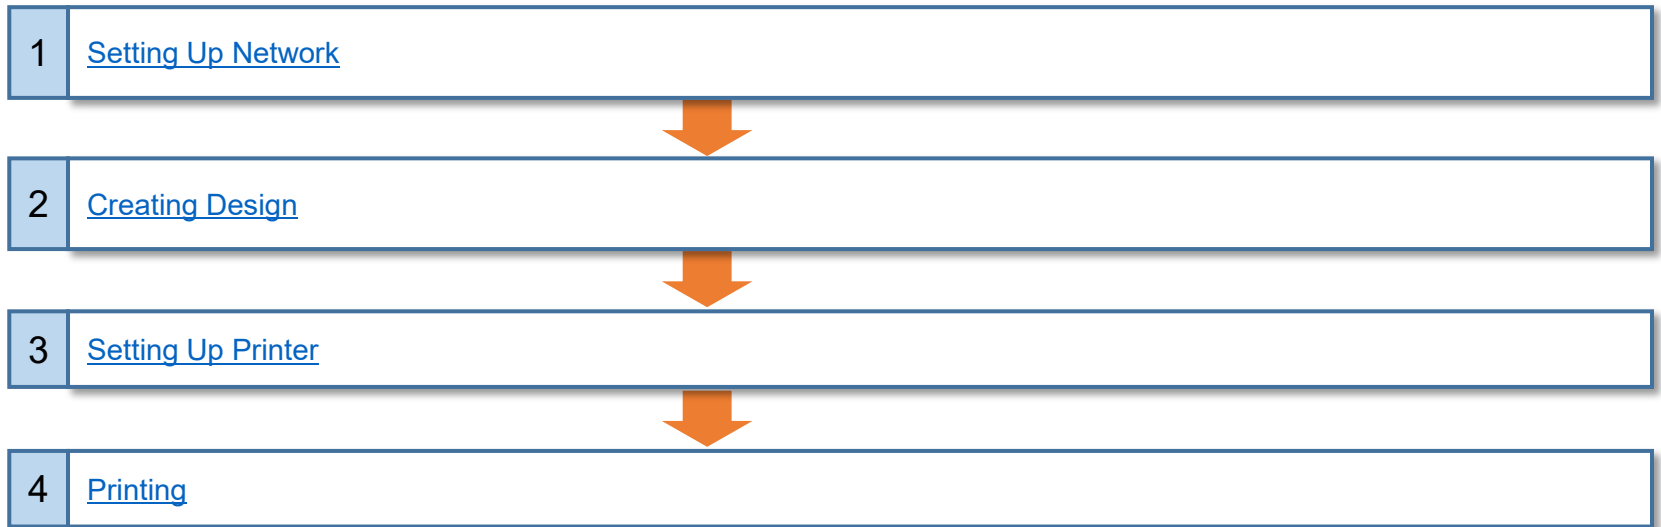 1 Setting Up Network
2 Creating Design
3 Setting Up Printer
4 Printing